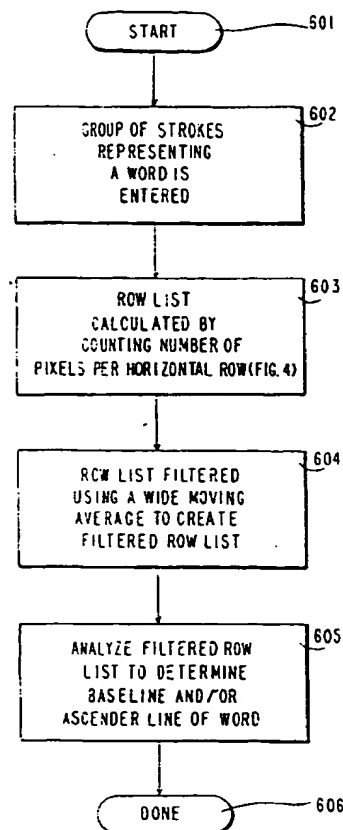 START
601
GROUP OF STROKES
REPRESENTING
A WORD IS
ENTERED
602
ROW LIST
CALCULATED BY
COUNTING NUMBER OF
PIXELS PER HORIZONTAL ROW (FIG. 4)
603
ROW LIST FILTERED
USING A WIDE MOVING
AVERAGE TO CREATE
FILTERED ROW LIST
604
ANALYZE FILTERED ROW
LIST TO DETERMINE
BASELINE AND/OR
ASCENDER LINE OF WORD
605
DONE
606